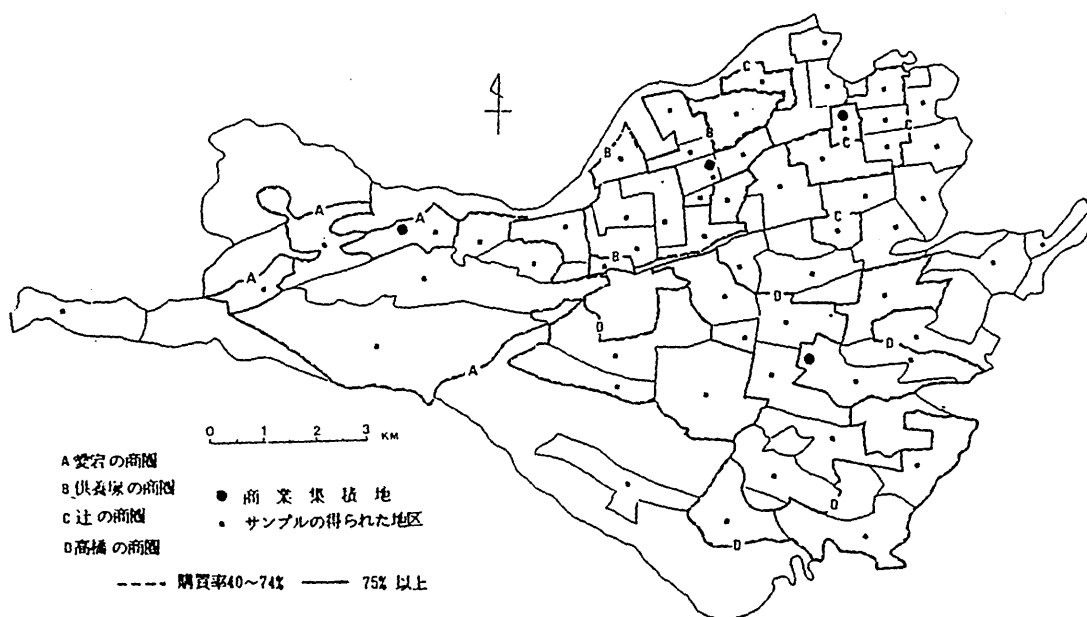 C
B
C
C
B
A
A
C
B
A
D
D
D
A
D
D
0 1 2 3 KM
A 愛宕の商圏
B 供養塚の商圏
C 辻の商圏
D 高橋の商圏
● 商業集積地
・ サンプルの得られた地区
---- 購買率40~74% —— 75%以上